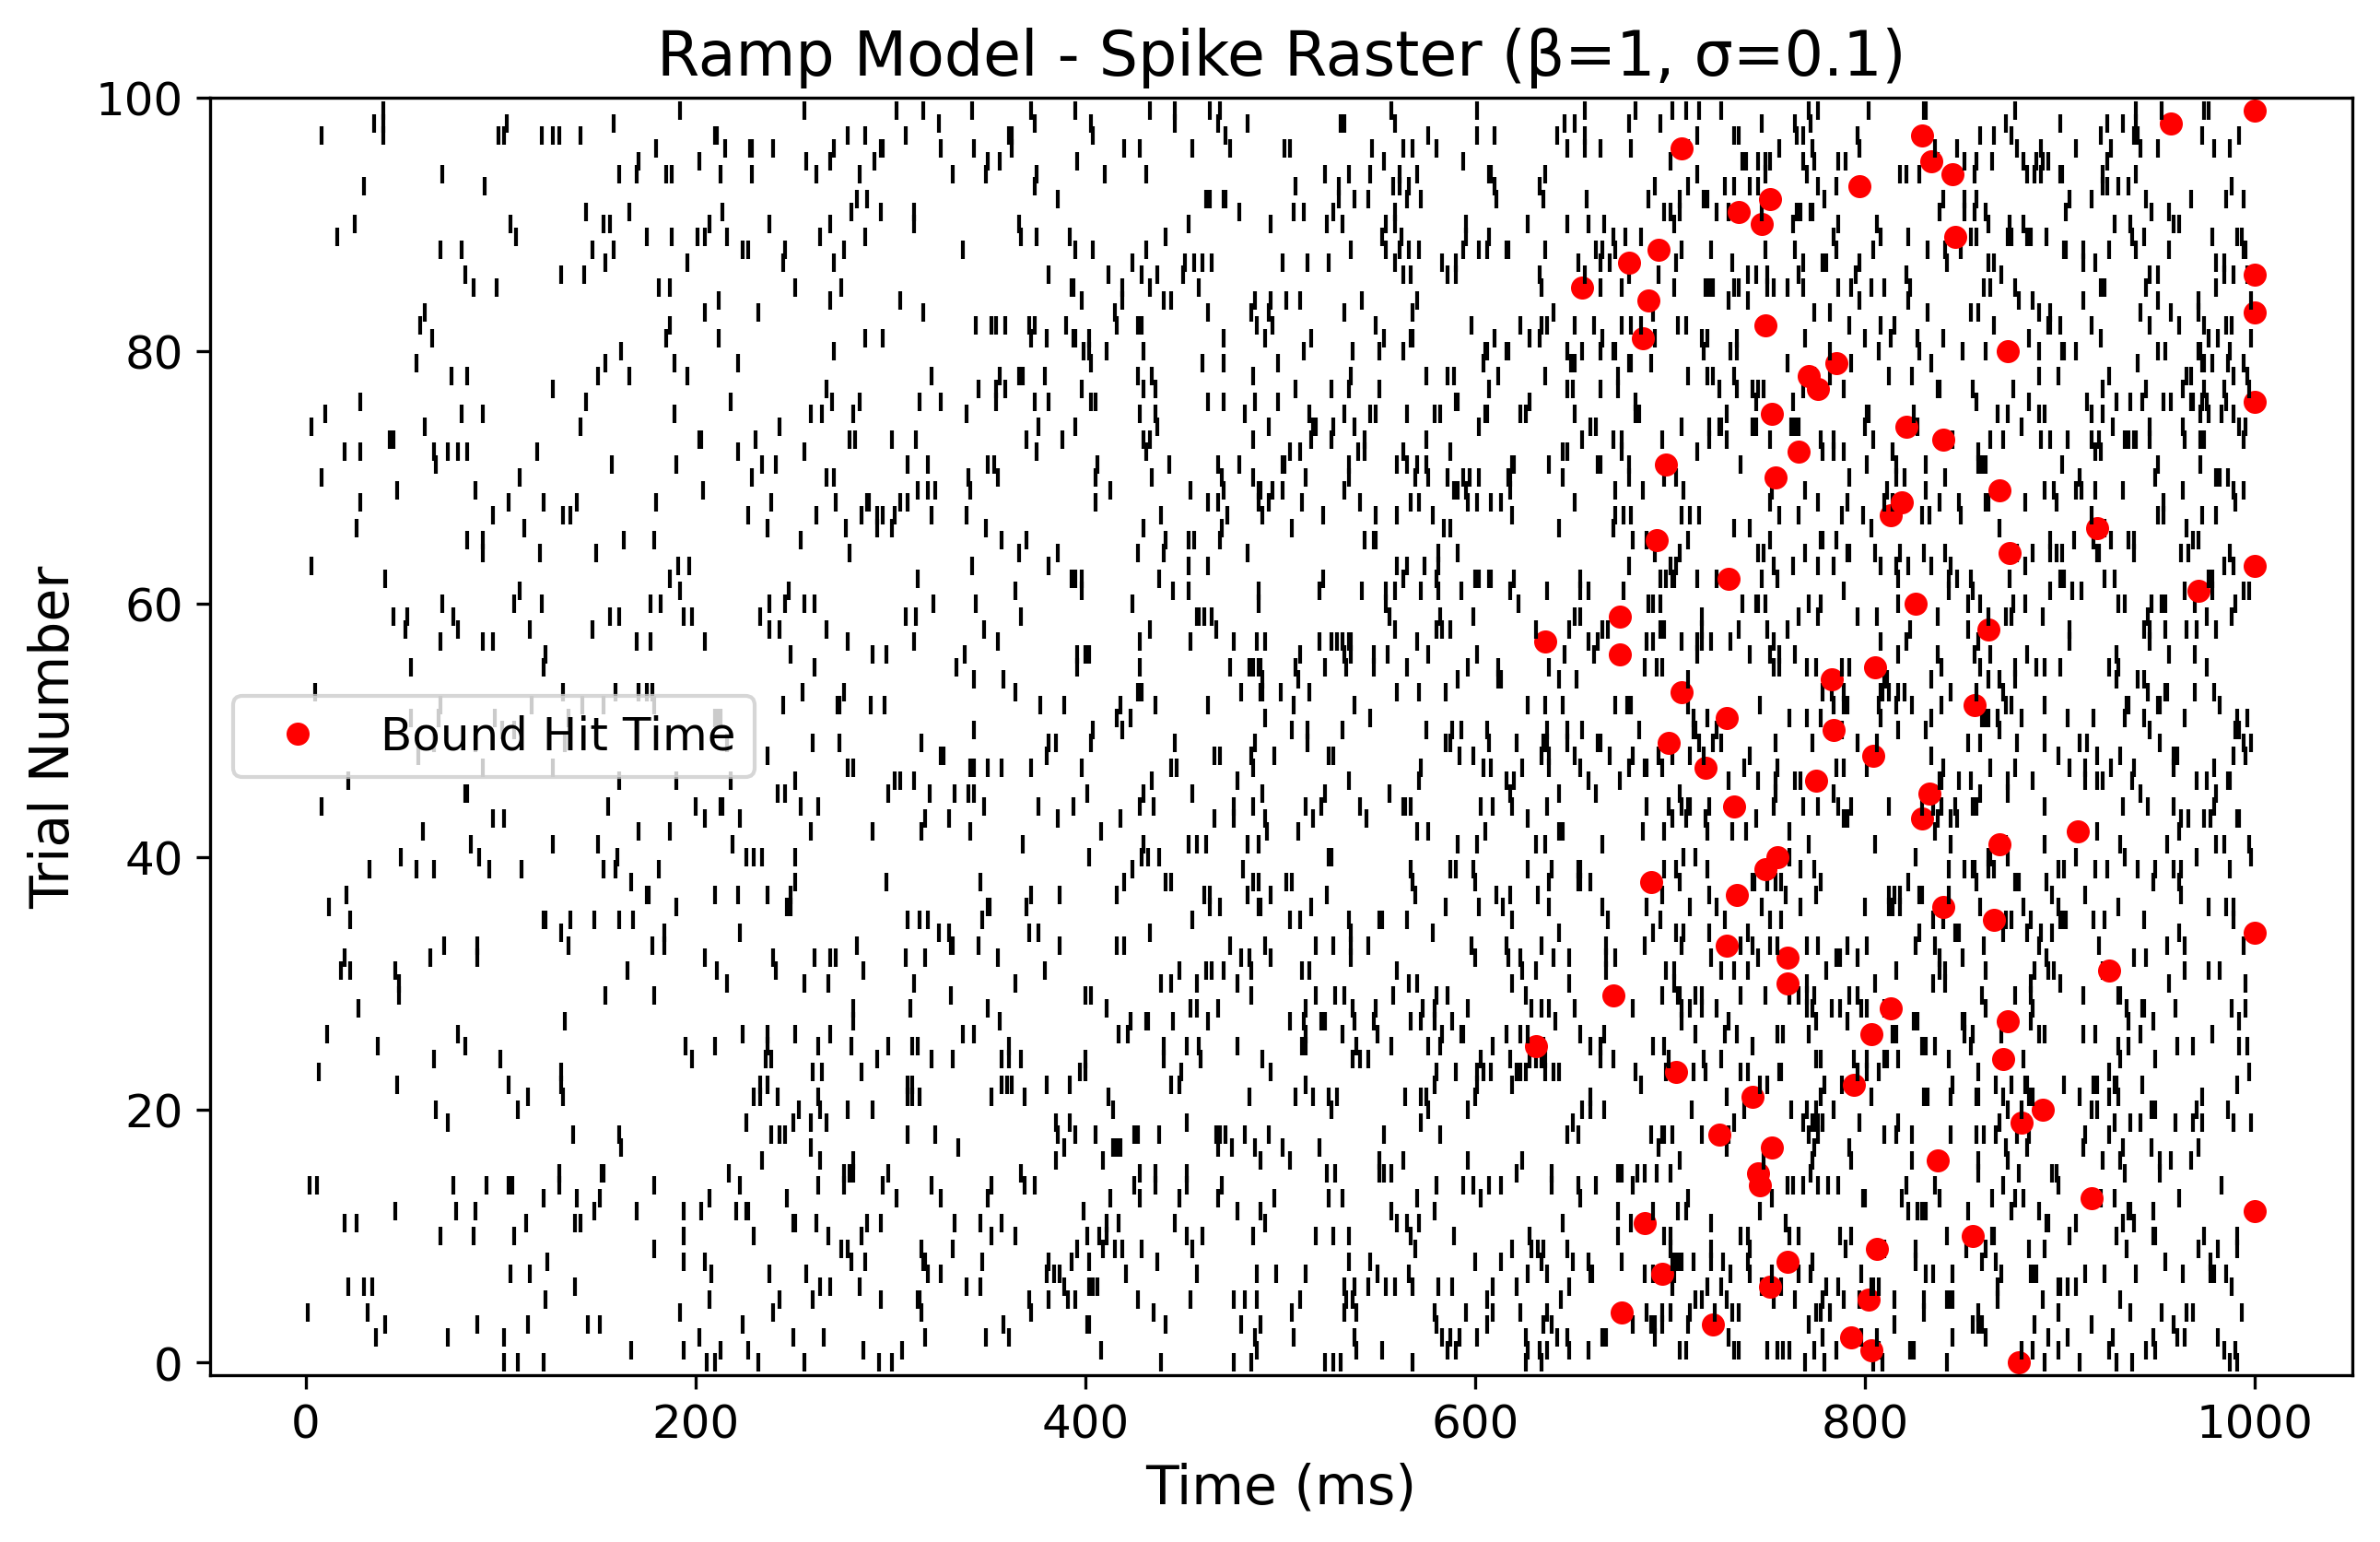 Ramp Model - Spike Raster (β=1, σ=0.1)
100
80
60
40
20
0
Trial Number
Bound Hit Time
0 200 400 600 800 1000
Time (ms)